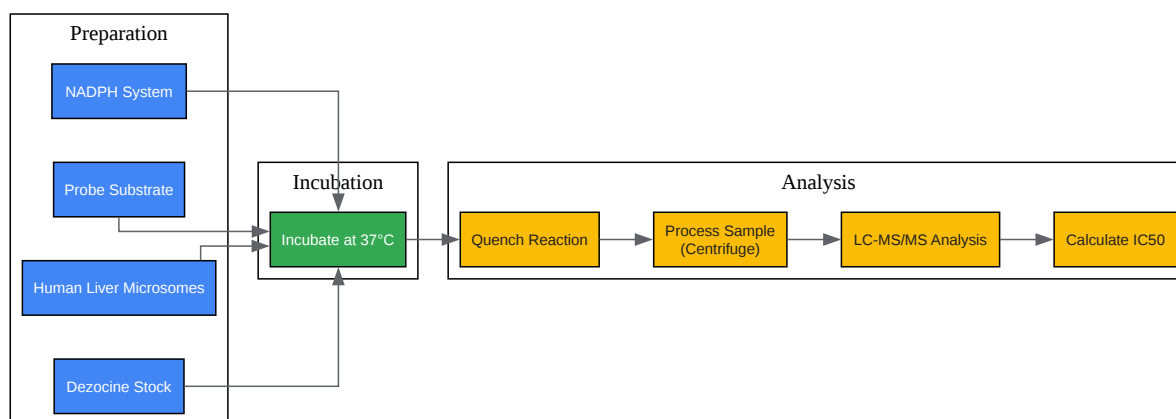 Preparation
NADPH System
Probe Substrate
Human Liver Microsomes
Dezocine Stock
Incubation
Incubate at 37°C
Analysis
Quench Reaction
Process Sample
(Centrifuge)
LC-MS/MS Analysis
Calculate IC50